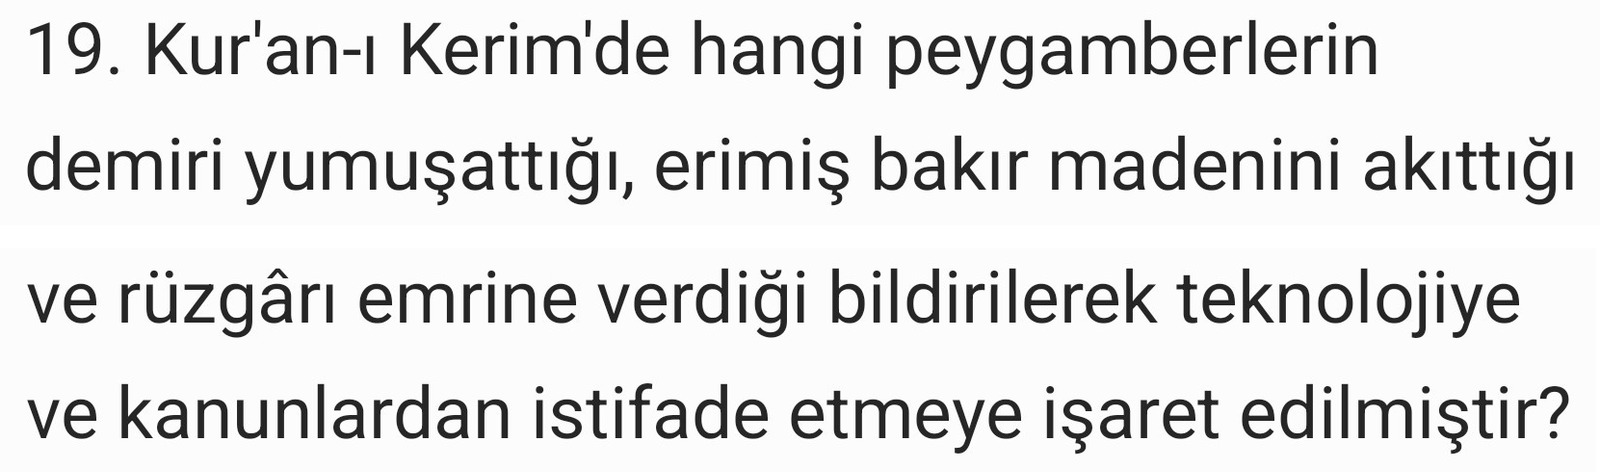 19. Kur'an-ı Kerim'de hangi peygamberlerin
demiri yumuşattığı, erimiş bakır madenini akıttığı
ve rüzgârı emrine verdiği bildirilerek teknolojiye
ve kanunlardan istifade etmeye işaret edilmiştir?